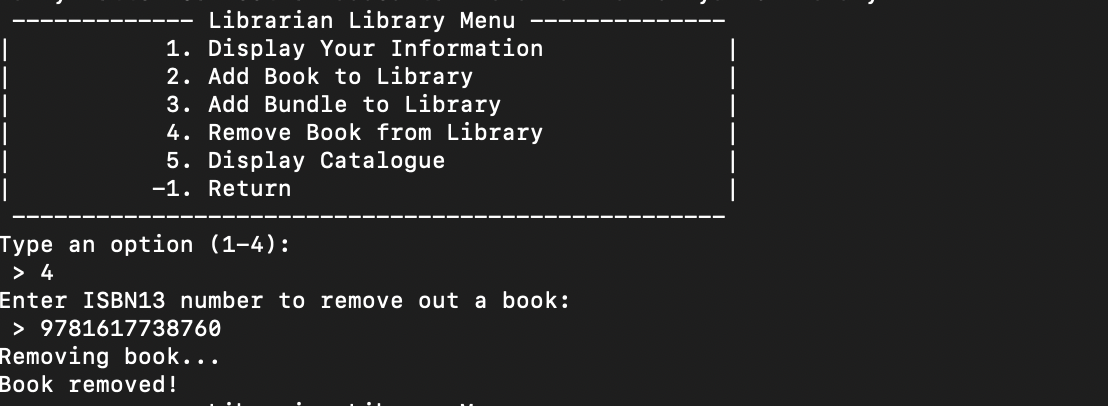 ------------- Librarian Library Menu --------------
|           1. Display Your Information             |
|           2. Add Book to Library                  |
|           3. Add Bundle to Library                |
|           4. Remove Book from Library             |
|           5. Display Catalogue                    |
|          -1. Return                               |
---------------------------------------------------
Type an option (1-4):
> 4
Enter ISBN13 number to remove out a book:
> 9781617738760
Removing book...
Book removed!